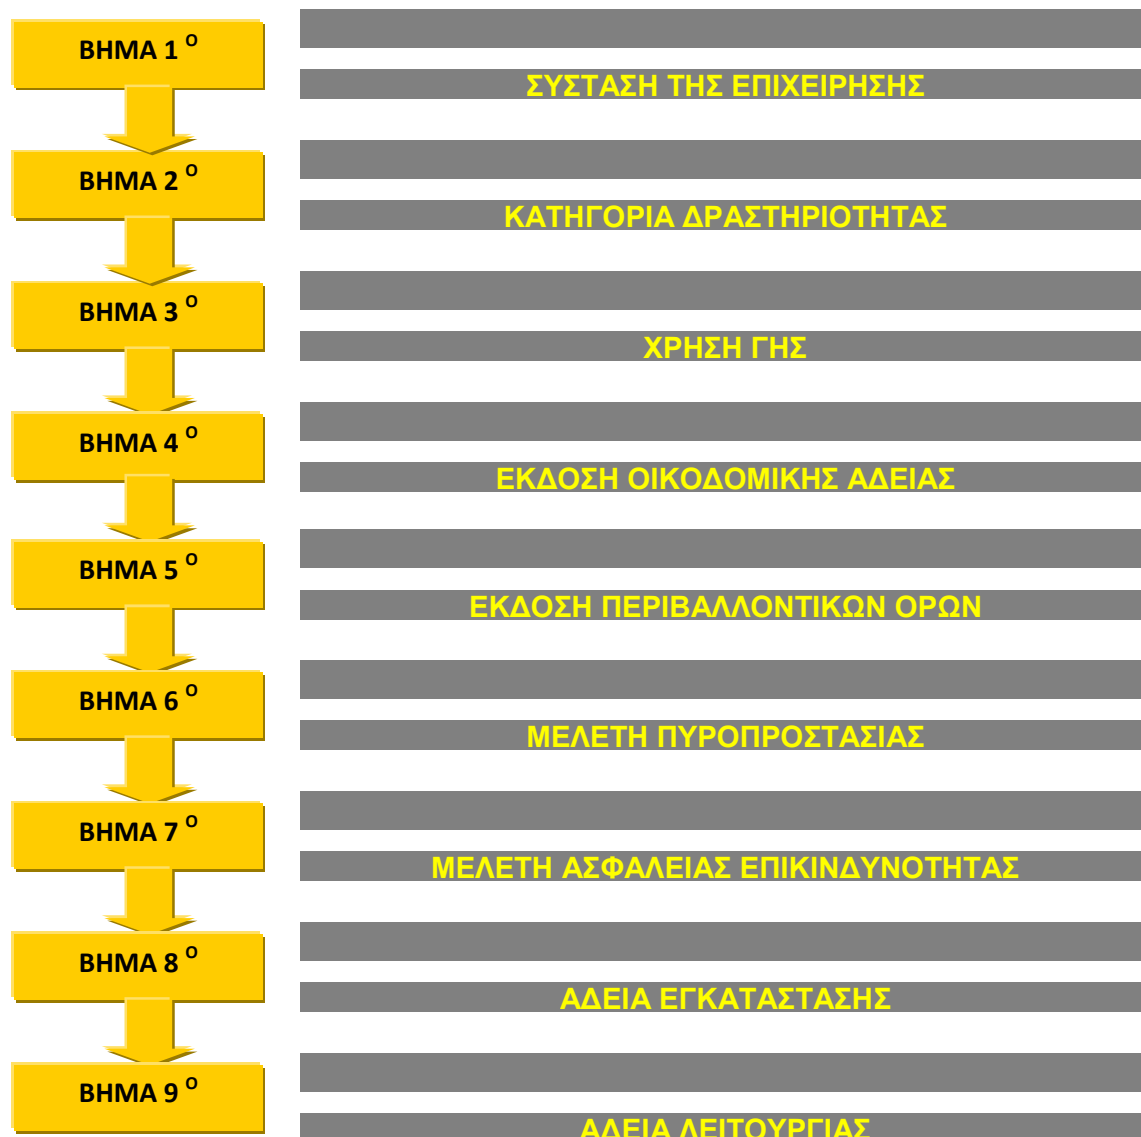 ΒΗΜΑ 1 ο
ΣΥΣΤΑΣΗ ΤΗΣ ΕΠΙΧΕΙΡΗΣΗΣ
ΒΗΜΑ 2 ο
ΚΑΤΗΓΟΡΙΑ ΔΡΑΣΤΗΡΙΟΤΗΤΑΣ
ΒΗΜΑ 3 ο
ΧΡΗΣΗ ΓΗΣ
ΒΗΜΑ 4 ο
ΕΚΔΟΣΗ ΟΙΚΟΔΟΜΙΚΗΣ ΑΔΕΙΑΣ
ΒΗΜΑ 5 ο
ΕΚΔΟΣΗ ΠΕΡΙΒΑΛΛΟΝΤΙΚΩΝ ΟΡΩΝ
ΒΗΜΑ 6 ο
ΜΕΛΕΤΗ ΠΥΡΟΠΡΟΣΤΑΣΙΑΣ
ΒΗΜΑ 7 ο
ΜΕΛΕΤΗ ΑΣΦΑΛΕΙΑΣ ΕΠΙΚΙΝΔΥΝΟΤΗΤΑΣ
ΒΗΜΑ 8 ο
ΑΔΕΙΑ ΕΓΚΑΤΑΣΤΑΣΗΣ
ΒΗΜΑ 9 ο
ΑΔΕΙΑ ΛΕΙΤΟΥΡΓΙΑΣ